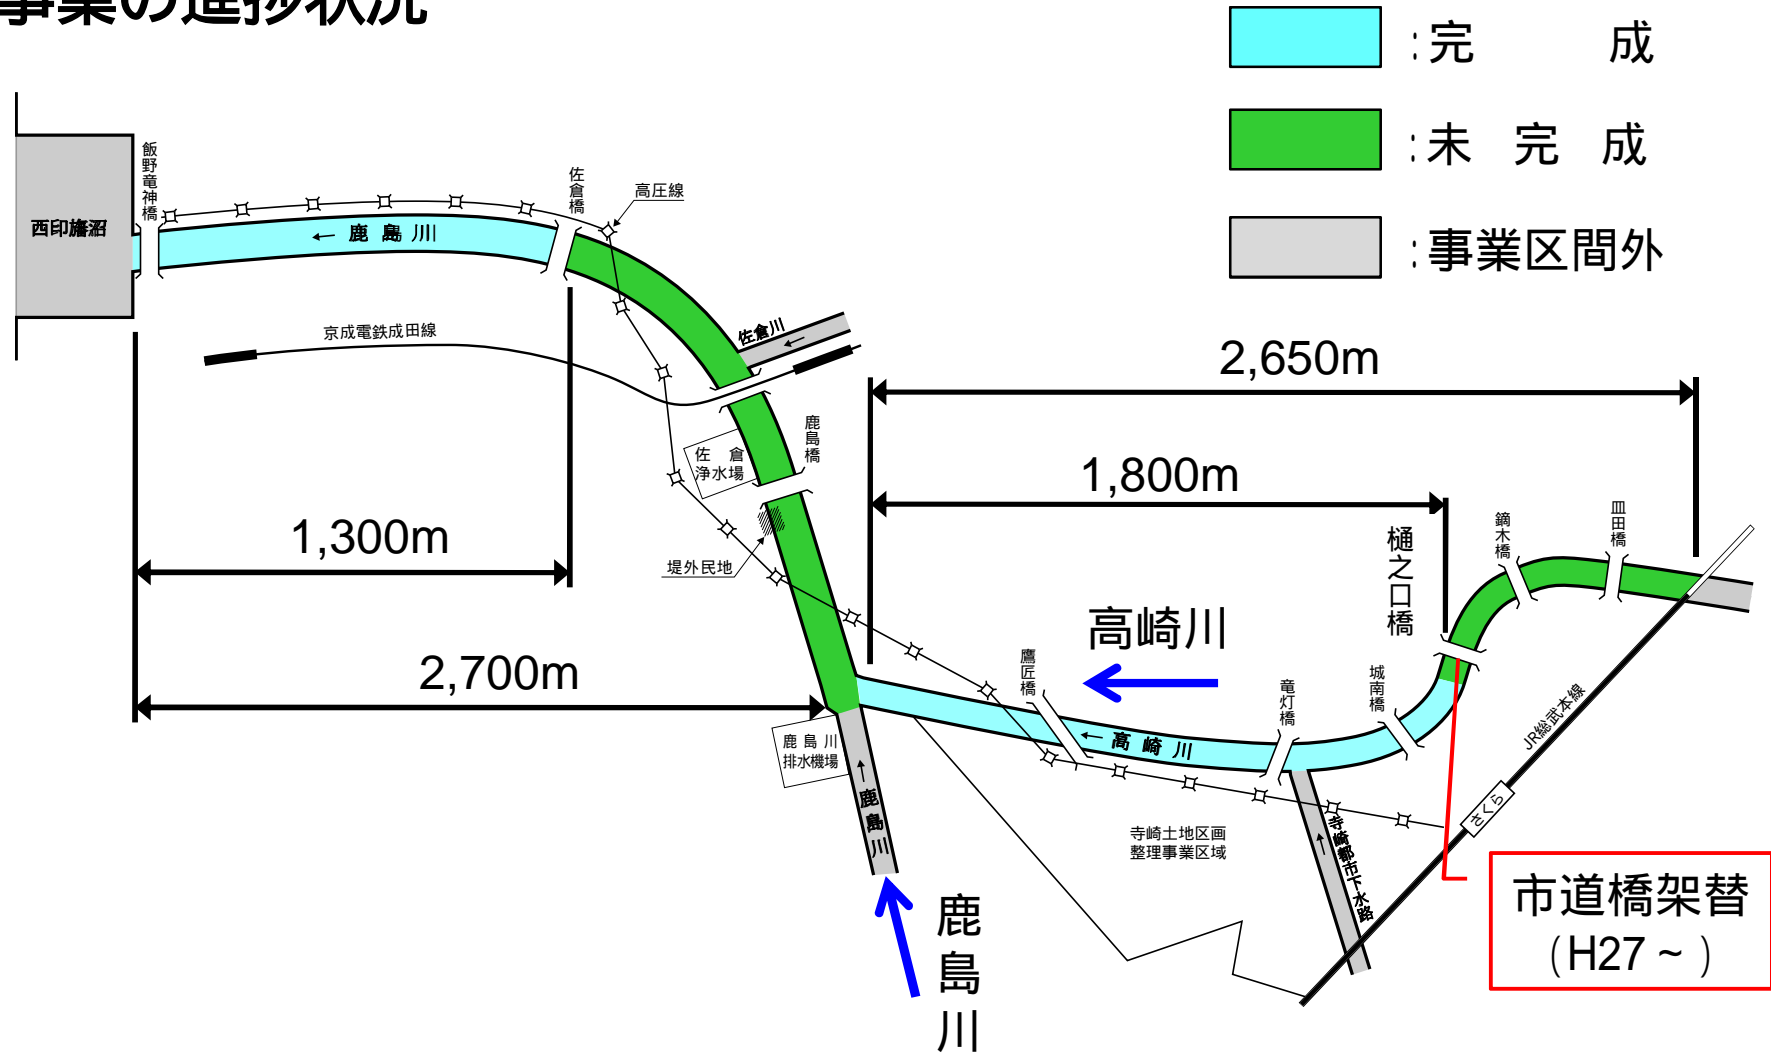 事業の進捗状況
:完 成
:未 完 成
:事業区間外
西印旛沼
飯野竜神橋
← 鹿 島 川
佐倉橋
高圧線
京成電鉄成田線
佐倉川
←
2,650m
鹿島橋
佐 倉
浄水場
1,800m
1,300m
堤外民地
樋之口橋
鏑木橋
皿田橋
高崎川
2,700m
鷹匠橋
竜灯橋
城南橋
← 高 崎 川
JR総武本線
鹿 島 川
排水機場
←鹿島川
さくら
寺崎土地区画
整理事業区域
←寺崎都市下水路
市道橋架替
(H27~)
鹿島川